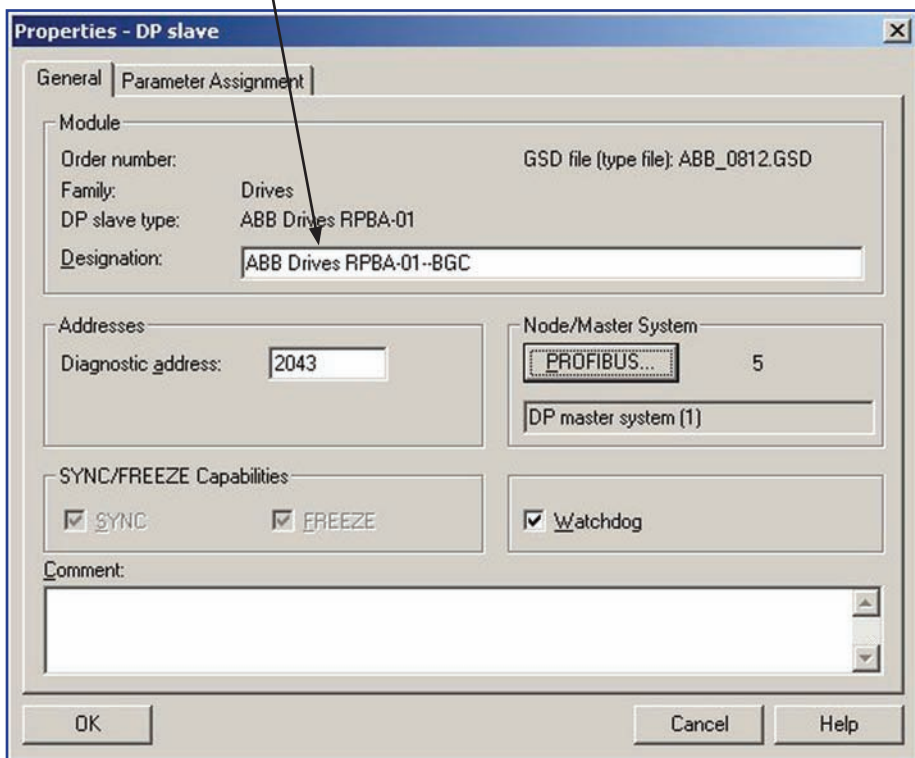 Properties - DP slave
General Parameter Assignment
Module
Order number: GSD file (type file): ABB_0812.GSD
Family: Drives
DP slave type: ABB Drives RPBA-01
Designation: ABB Drives RPBA-01--BGC
Addresses
Diagnostic address: 2043
Node/Master System
PROFIBUS... 5
DP master system (1)
SYNC/FREEZE Capabilities
SYNC FREEZE
Watchdog
Comment:
OK Cancel Help